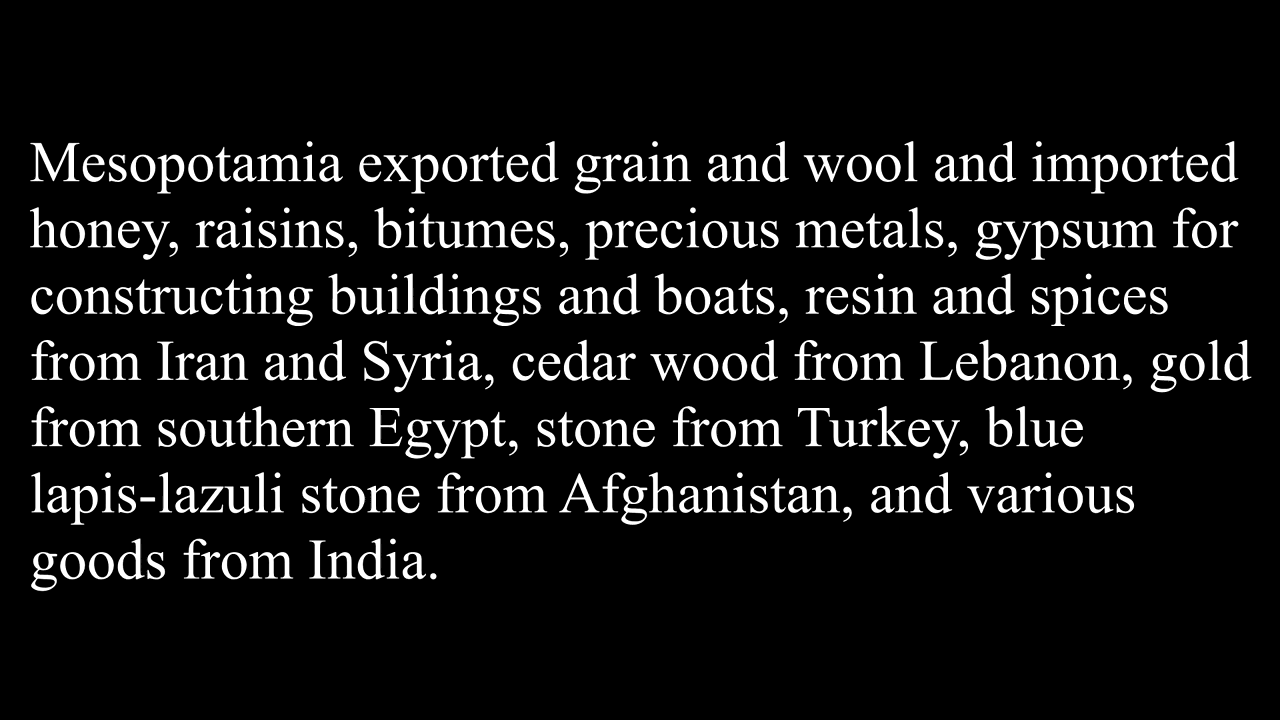 Mesopotamia exported grain and wool and imported
honey, raisins, bitumes, precious metals, gypsum for
constructing buildings and boats, resin and spices
from Iran and Syria, cedar wood from Lebanon, gold
from southern Egypt, stone from Turkey, blue
lapis-lazuli stone from Afghanistan, and various
goods from India.